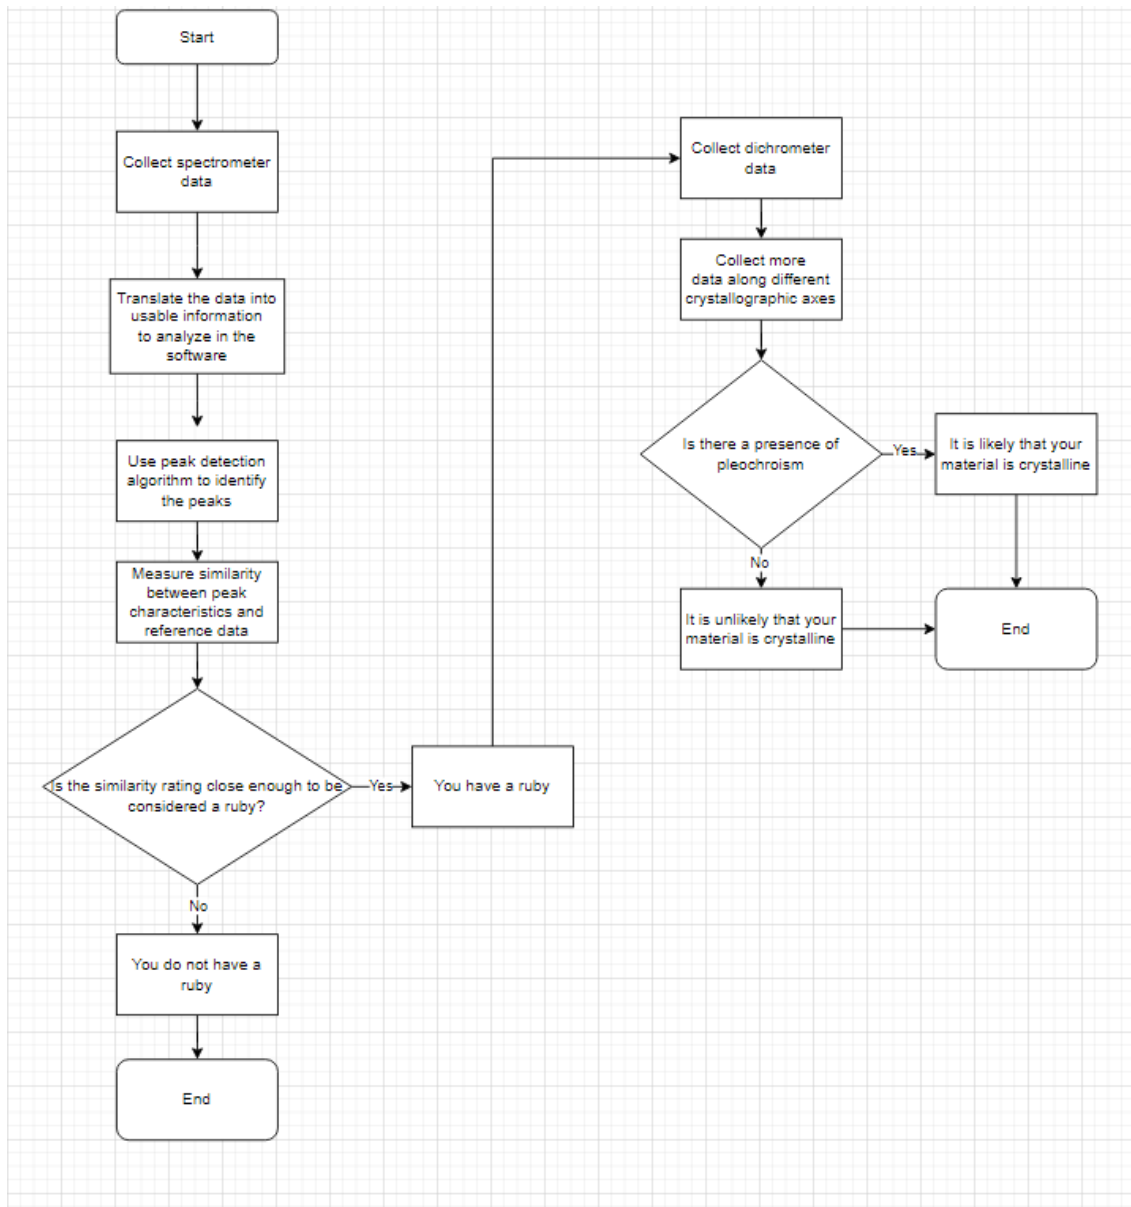 Start
Collect spectrometer
data
Translate the data into
usable information
to analyze in the
software
Use peak detection
algorithm to identify
the peaks
Measure similarity
between peak
characteristics and
reference data
Is the similarity rating close enough to be
considered a ruby?
Yes
You have a ruby
No
You do not have a
ruby
End
Collect dichrometer
data
Collect more
data along different
crystallographic axes
Is there a presence of
pleochroism
Yes
It is likely that your
material is crystalline
No
It is unlikely that your
material is crystalline
End